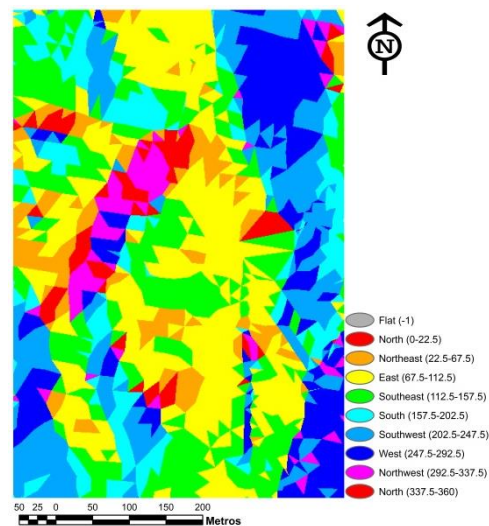 N
Flat (-1)
North (0-22.5)
Northeast (22.5-67.5)
East (67.5-112.5)
Southeast (112.5-157.5)
South (157.5-202.5)
Southwest (202.5-247.5)
West (247.5-292.5)
Northwest (292.5-337.5)
North (337.5-360)
50 25 0 50 100 150 200
Metros